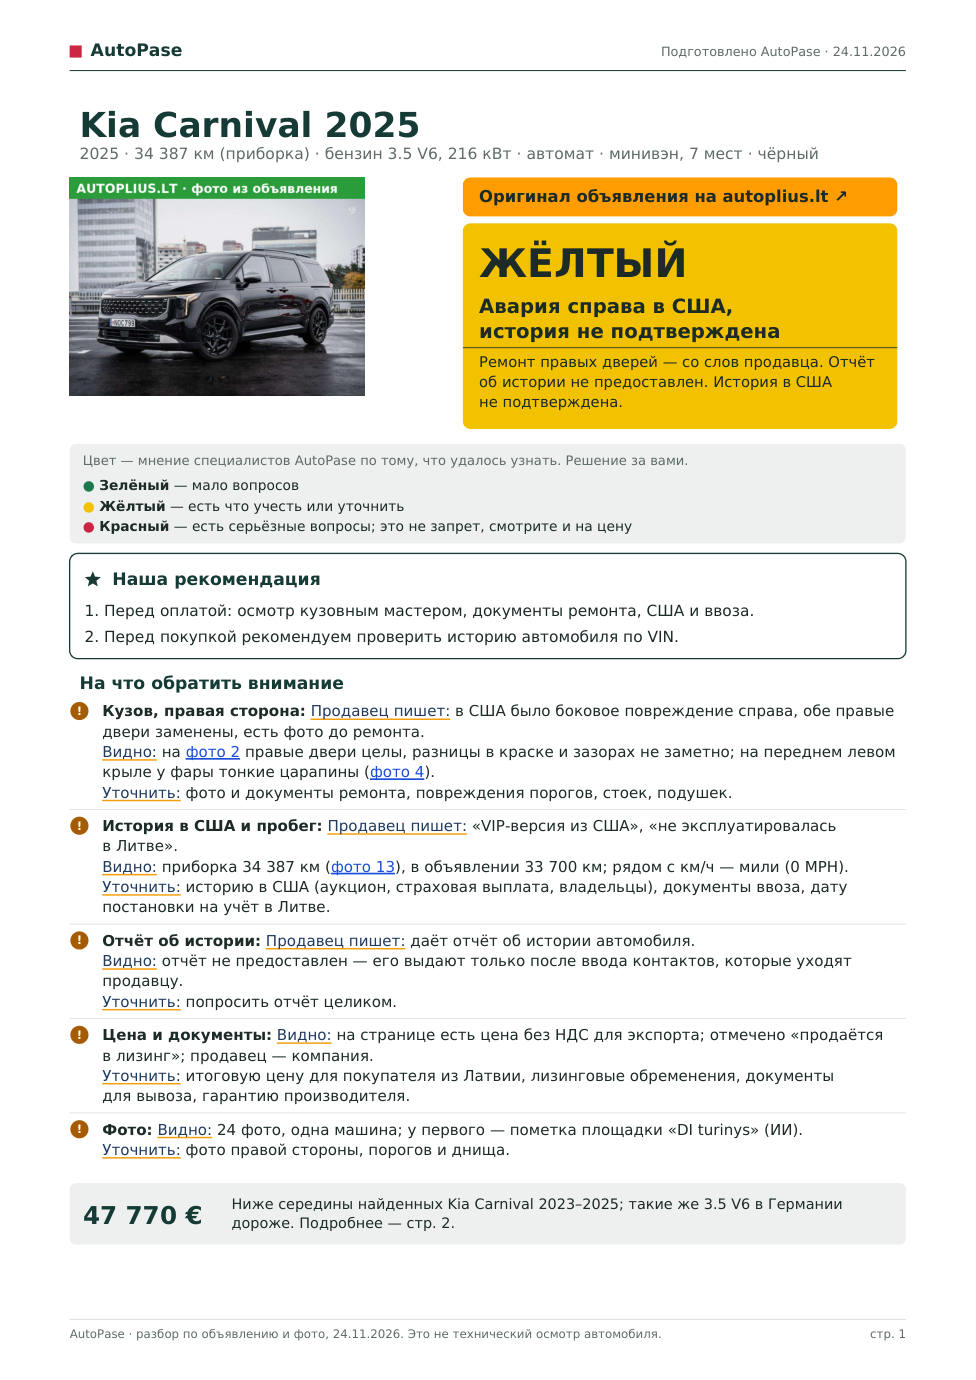 AutoPase
Подготовлено AutoPase · 24.11.2026
Kia Carnival 2025
2025 · 34 387 км (приборка) · бензин 3.5 V6, 216 кВт · автомат · минивэн, 7 мест · чёрный
AUTOPLIUS.LT · фото из объявления
Оригинал объявления на autoplius.lt ↗
ЖЁЛТЫЙ
Авария справа в США,
история не подтверждена
Ремонт правых дверей — со слов продавца. Отчёт
об истории не предоставлен. История в США
не подтверждена.
Цвет — мнение специалистов AutoPase по тому, что удалось узнать. Решение за вами.
Зелёный — мало вопросов
Жёлтый — есть что учесть или уточнить
Красный — есть серьёзные вопросы; это не запрет, смотрите и на цену
★ Наша рекомендация
1. Перед оплатой: осмотр кузовным мастером, документы ремонта, США и ввоза.
2. Перед покупкой рекомендуем проверить историю автомобиля по VIN.
На что обратить внимание
! Кузов, правая сторона: Продавец пишет: в США было боковое повреждение справа, обе правые
двери заменены, есть фото до ремонта.
Видно: на фото 2 правые двери целы, разницы в краске и зазорах не заметно; на переднем левом
крыле у фары тонкие царапины (фото 4).
Уточнить: фото и документы ремонта, повреждения порогов, стоек, подушек.
! История в США и пробег: Продавец пишет: «VIP-версия из США», «не эксплуатировалась
в Литве».
Видно: приборка 34 387 км (фото 13), в объявлении 33 700 км; рядом с км/ч — мили (0 MPH).
Уточнить: историю в США (аукцион, страховая выплата, владельцы), документы ввоза, дату
постановки на учёт в Литве.
! Отчёт об истории: Продавец пишет: даёт отчёт об истории автомобиля.
Видно: отчёт не предоставлен — его выдают только после ввода контактов, которые уходят
продавцу.
Уточнить: попросить отчёт целиком.
! Цена и документы: Видно: на странице есть цена без НДС для экспорта; отмечено «продаётся
в лизинг»; продавец — компания.
Уточнить: итоговую цену для покупателя из Латвии, лизинговые обременения, документы
для вывоза, гарантию производителя.
! Фото: Видно: 24 фото, одна машина; у первого — пометка площадки «DI turinys» (ИИ).
Уточнить: фото правой стороны, порогов и днища.
47 770 €
Ниже середины найденных Kia Carnival 2023–2025; такие же 3.5 V6 в Германии
дороже. Подробнее — стр. 2.
AutoPase · разбор по объявлению и фото, 24.11.2026. Это не технический осмотр автомобиля.
стр. 1